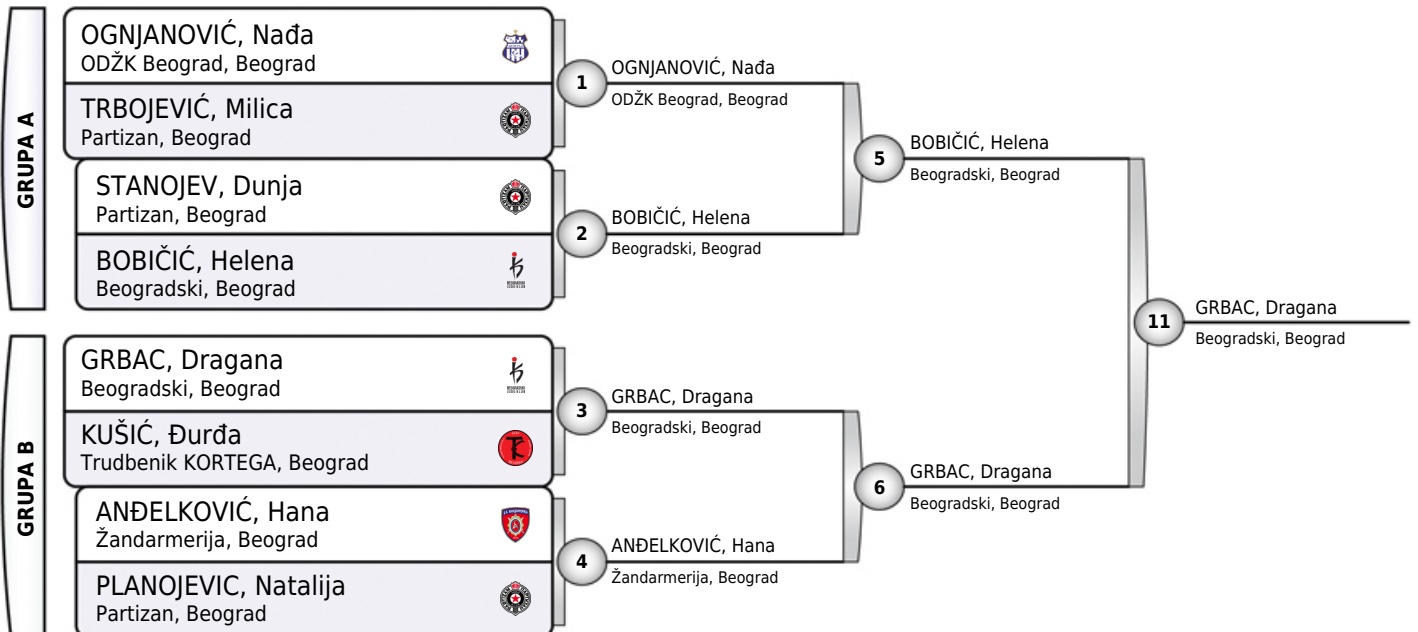 GRUPA A
OGNJANOVIĆ, Nađa
ODŽK Beograd, Beograd
TRBOJEVIĆ, Milica
Partizan, Beograd
STANOJEV, Dunja
Partizan, Beograd
BOBIČIĆ, Helena
Beogradski, Beograd
GRUPA B
GRBAC, Dragana
Beogradski, Beograd
KUŠIĆ, Đurđa
Trudbenik KORTEGA, Beograd
ANĐELKOVIĆ, Hana
Žandarmerija, Beograd
PLANOJEVIC, Natalija
Partizan, Beograd
1
OGNJANOVIĆ, Nađa
ODŽK Beograd, Beograd
2
BOBIČIĆ, Helena
Beogradski, Beograd
3
GRBAC, Dragana
Beogradski, Beograd
4
ANĐELKOVIĆ, Hana
Žandarmerija, Beograd
5
BOBIČIĆ, Helena
Beogradski, Beograd
6
GRBAC, Dragana
Beogradski, Beograd
11
GRBAC, Dragana
Beogradski, Beograd